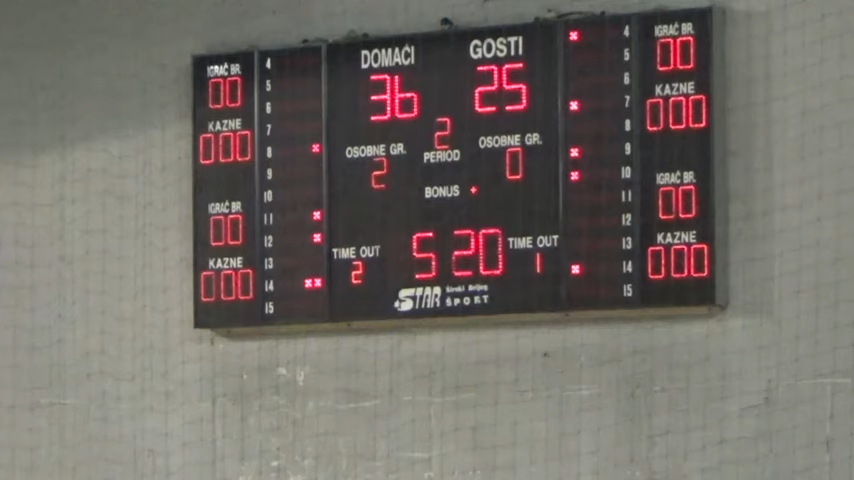 DOMAĆI GOSTI
36 25
IGRAČ BR.
00
KAZNE
000
IGRAČ BR.
00
KAZNE
000
4
5
6
7
8
9
10
11
12
13
14
15
OSOBNE GR. 2 OSOBNE GR.
2 PERIOD 0
BONUS
TIME OUT 5 20 TIME OUT
2 1
STAR Široki Brijeg
ŠPORT
4
5
6
7
8
9
10
11
12
13
14
15
IGRAČ BR.
00
KAZNE
000
IGRAČ BR.
00
KAZNE
000